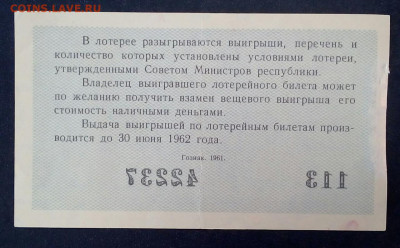 COINS.LAVE.RU
В лотерее разыгрываются выигрыши, перечень и
количество которых установлены условиями лотереи,
утвержденными Советом Министров республики.
Владелец выигравшего лотерейного билета может
по желанию получить взамен вещевого выигрыша его
стоимость наличными деньгами.
Выдача выигрышей по лотерейным билетам произ-
водится до 30 июня 1962 года.
Гознак. 1961.